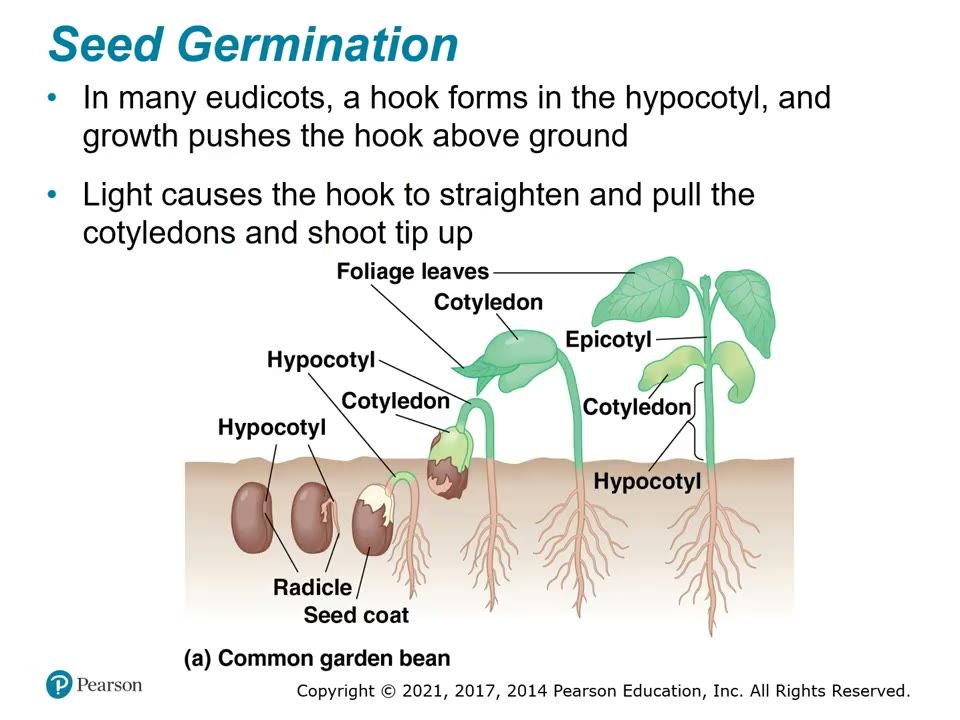 Seed Germination
• In many eudicots, a hook forms in the hypocotyl, and
growth pushes the hook above ground
• Light causes the hook to straighten and pull the
cotyledons and shoot tip up
Foliage leaves
Cotyledon
Epicotyl
Hypocotyl
Cotyledon
Cotyledon
Hypocotyl
Hypocotyl
Radicle
Seed coat
(a) Common garden bean
P Pearson
Copyright © 2021, 2017, 2014 Pearson Education, Inc. All Rights Reserved.